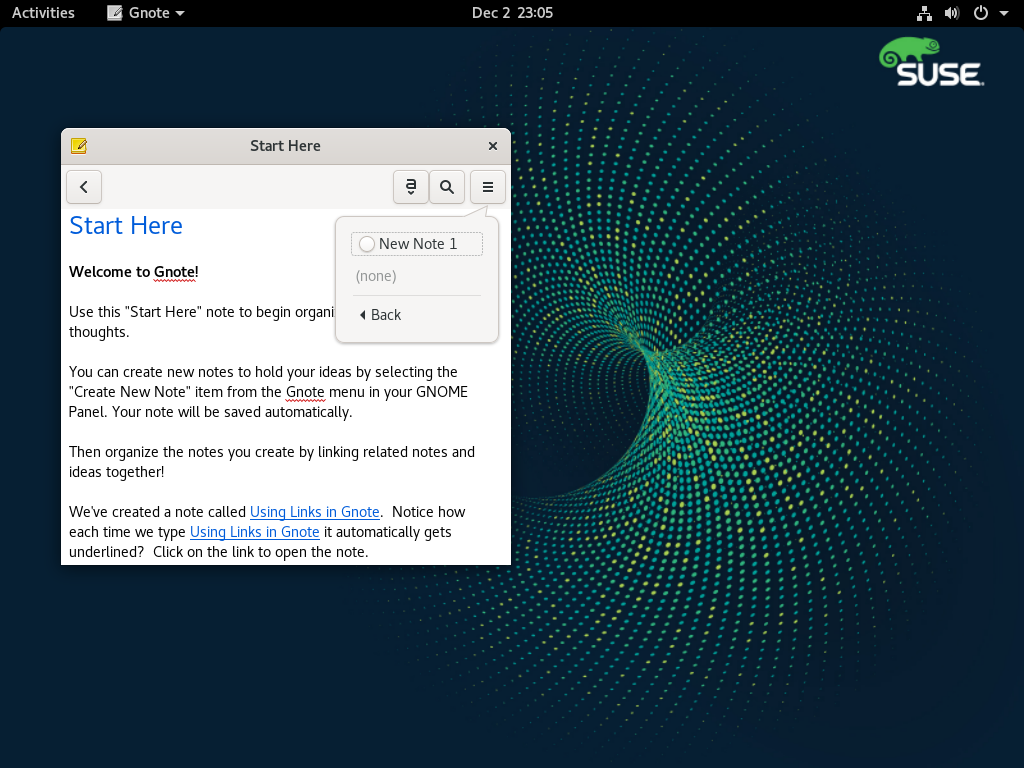 Activities
Gnote
Dec 2 23:05
SUSE
Start Here
Start Here
New Note 1
(none)
Back
Welcome to Gnote!
Use this "Start Here" note to begin organi
thoughts.
You can create new notes to hold your ideas by selecting the
"Create New Note" item from the Gnote menu in your GNOME
Panel. Your note will be saved automatically.
Then organize the notes you create by linking related notes and
ideas together!
We've created a note called Using Links in Gnote.  Notice how
each time we type Using Links in Gnote it automatically gets
underlined?  Click on the link to open the note.